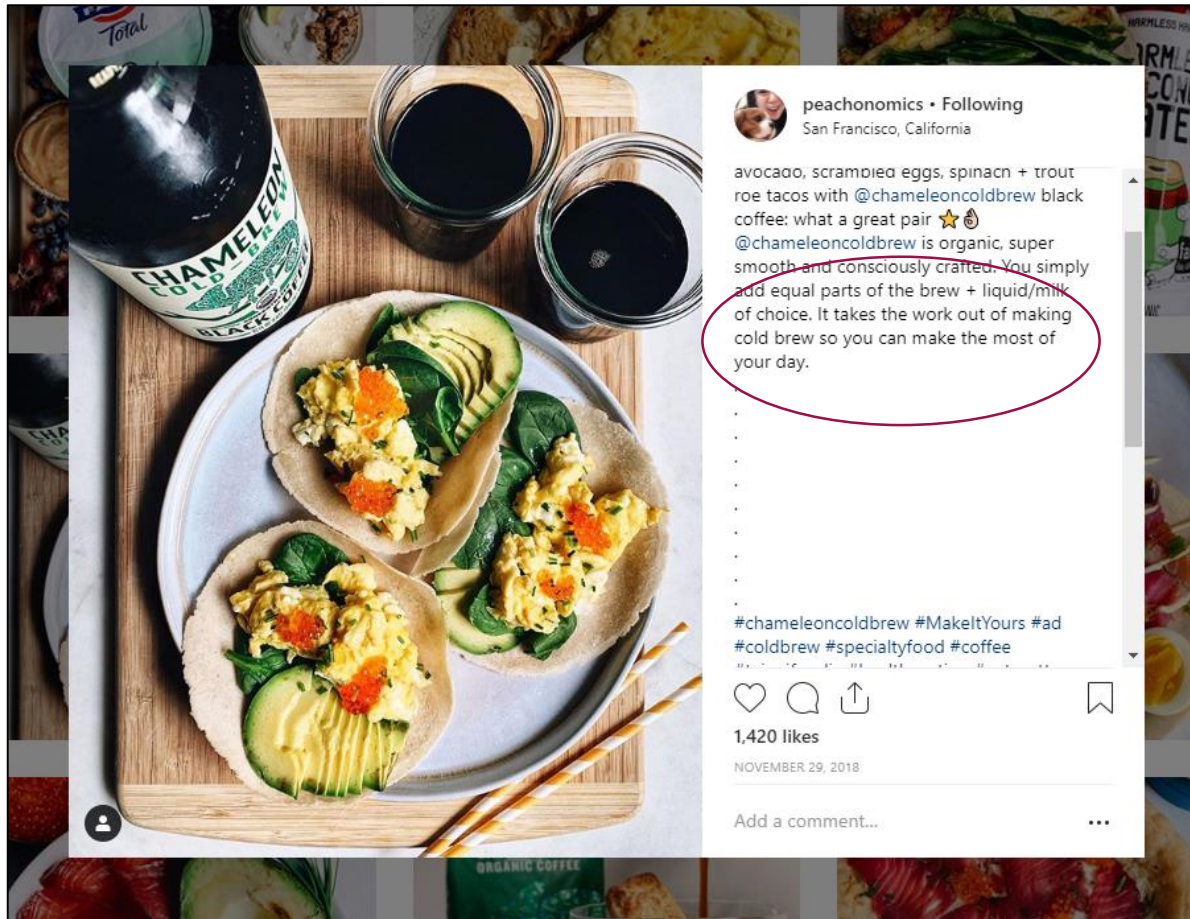 Total
HARMLESS HA
CHAMELEON
COLD-BREW
BLACK COFFEE
peachonomics • Following
San Francisco, California
avocado, scrambled eggs, spinach + trout
roe tacos with @chameleoncoldbrew black
coffee: what a great pair ⭐👌
@chameleoncoldbrew is organic, super
smooth and consciously crafted. You simply
add equal parts of the brew + liquid/milk
of choice. It takes the work out of making
cold brew so you can make the most of
your day.
.
.
.
.
.
.
.
.
.
.
#chameleoncoldbrew #MakeItYours #ad
#coldbrew #specialtyfood #coffee
1,420 likes
NOVEMBER 29, 2018
Add a comment...
ORGANIC COFFEE